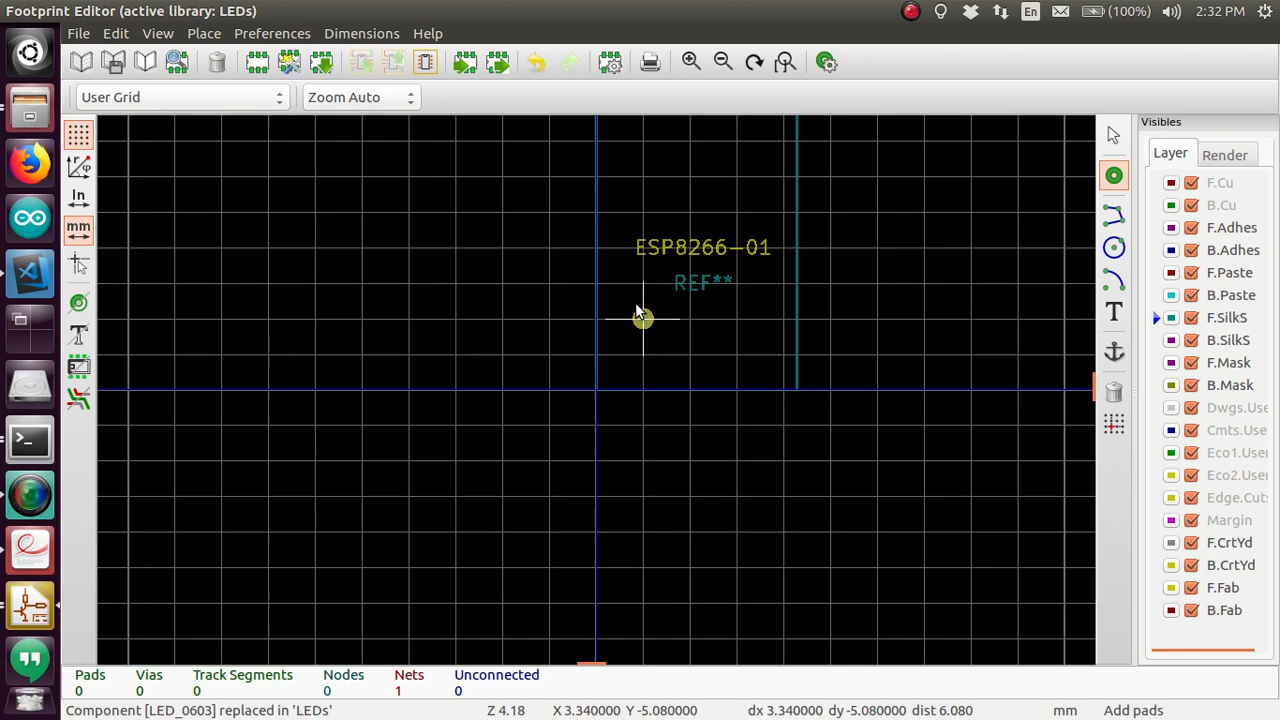 Footprint Editor (active library: LEDs)
En
(100%)
2:32 PM
File Edit View Place Preferences Dimensions Help
User Grid
Zoom Auto
Visibles
Layer Render
In
mm
F.Cu
B.Cu
F.Adhes
B.Adhes
F.Paste
B.Paste
F.SilkS
B.SilkS
F.Mask
B.Mask
Dwgs.Use
Cmts.Use
Eco1.User
Eco2.User
Edge.Cuts
Margin
F.CrtYd
B.CrtYd
F.Fab
B.Fab
ESP8266-01
REF**
T
Pads Vias Track Segments Nodes Nets Unconnected
0 0 0 0 1 0
Component [LED_0603] replaced in 'LEDs' Z 4.18 X 3.340000 Y -5.080000 dx 3.340000 dy -5.080000 dist 6.080 mm Add pads